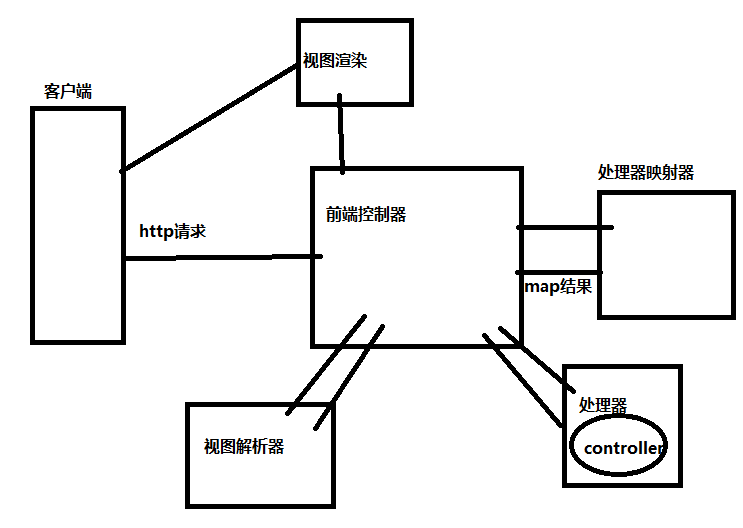 视图渲染
客户端
处理器映射器
前端控制器
http请求
map结果
处理器
视图解析器
controller